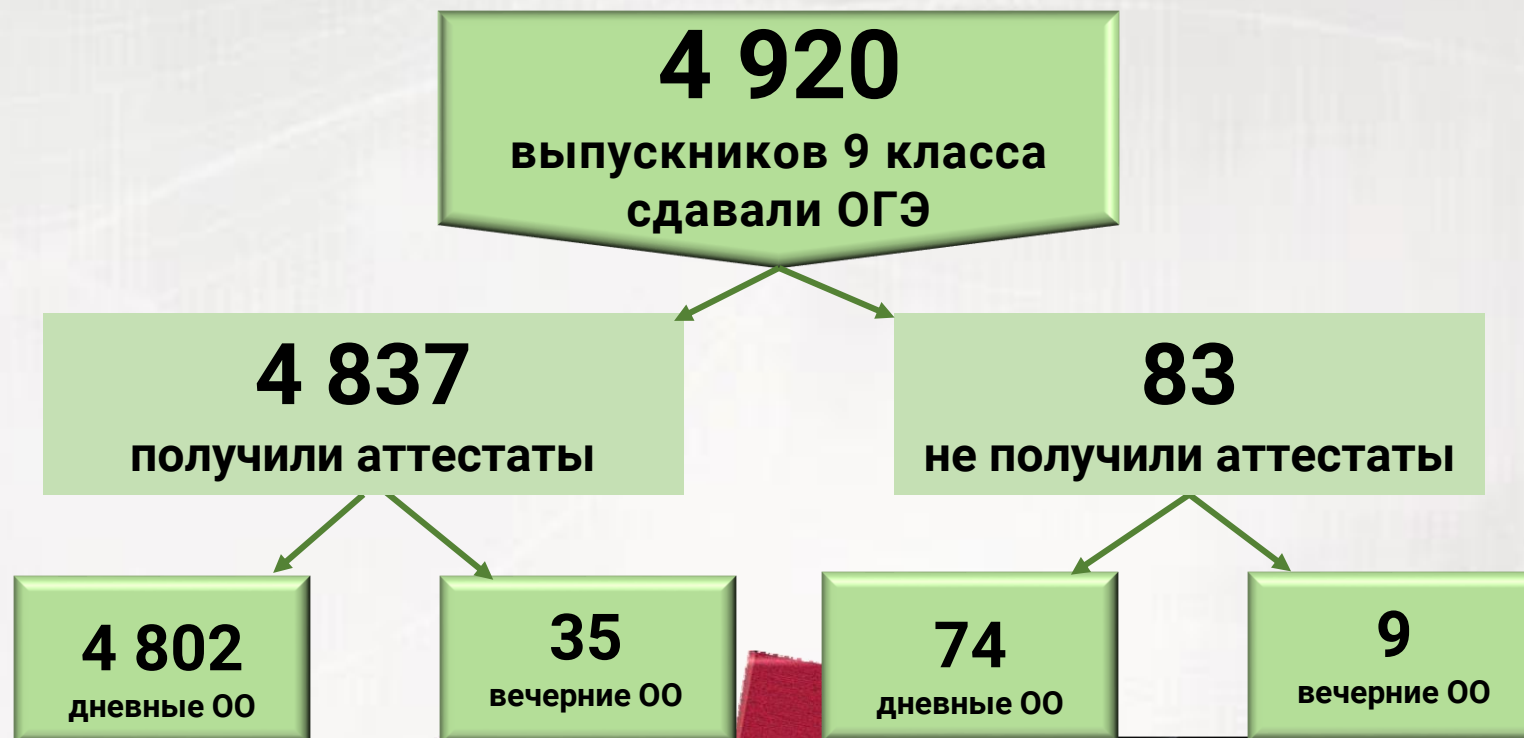 4 920
выпускников 9 класса
сдавали ОГЭ
4 837
получили аттестаты
83
не получили аттестаты
4 802
дневные ОО
35
вечерние ОО
74
дневные ОО
9
вечерние ОО